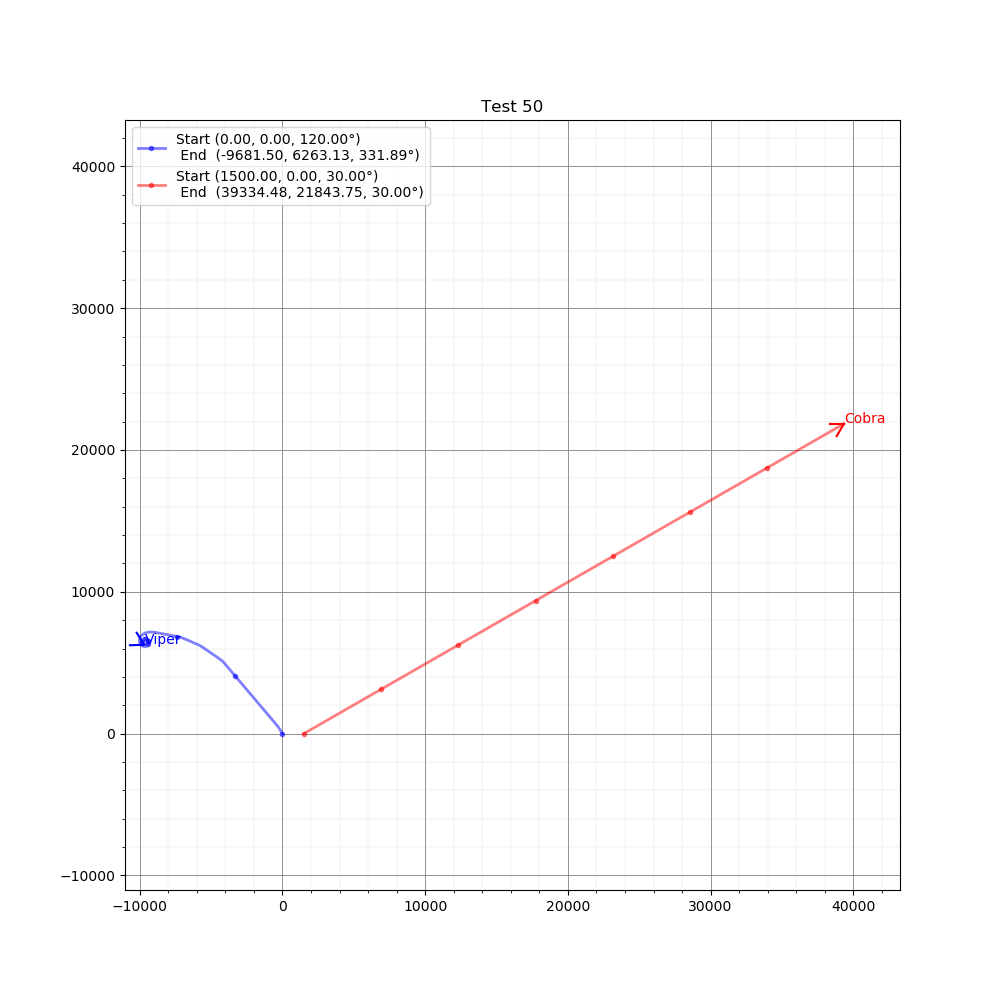 Test 50
Start (0.00, 0.00, 120.00°)
End  (-9681.50, 6263.13, 331.89°)
Start (1500.00, 0.00, 30.00°)
End  (39334.48, 21843.75, 30.00°)
40000
30000
20000
10000
0
−10000
Cobra
Viper
−10000
0
10000
20000
30000
40000